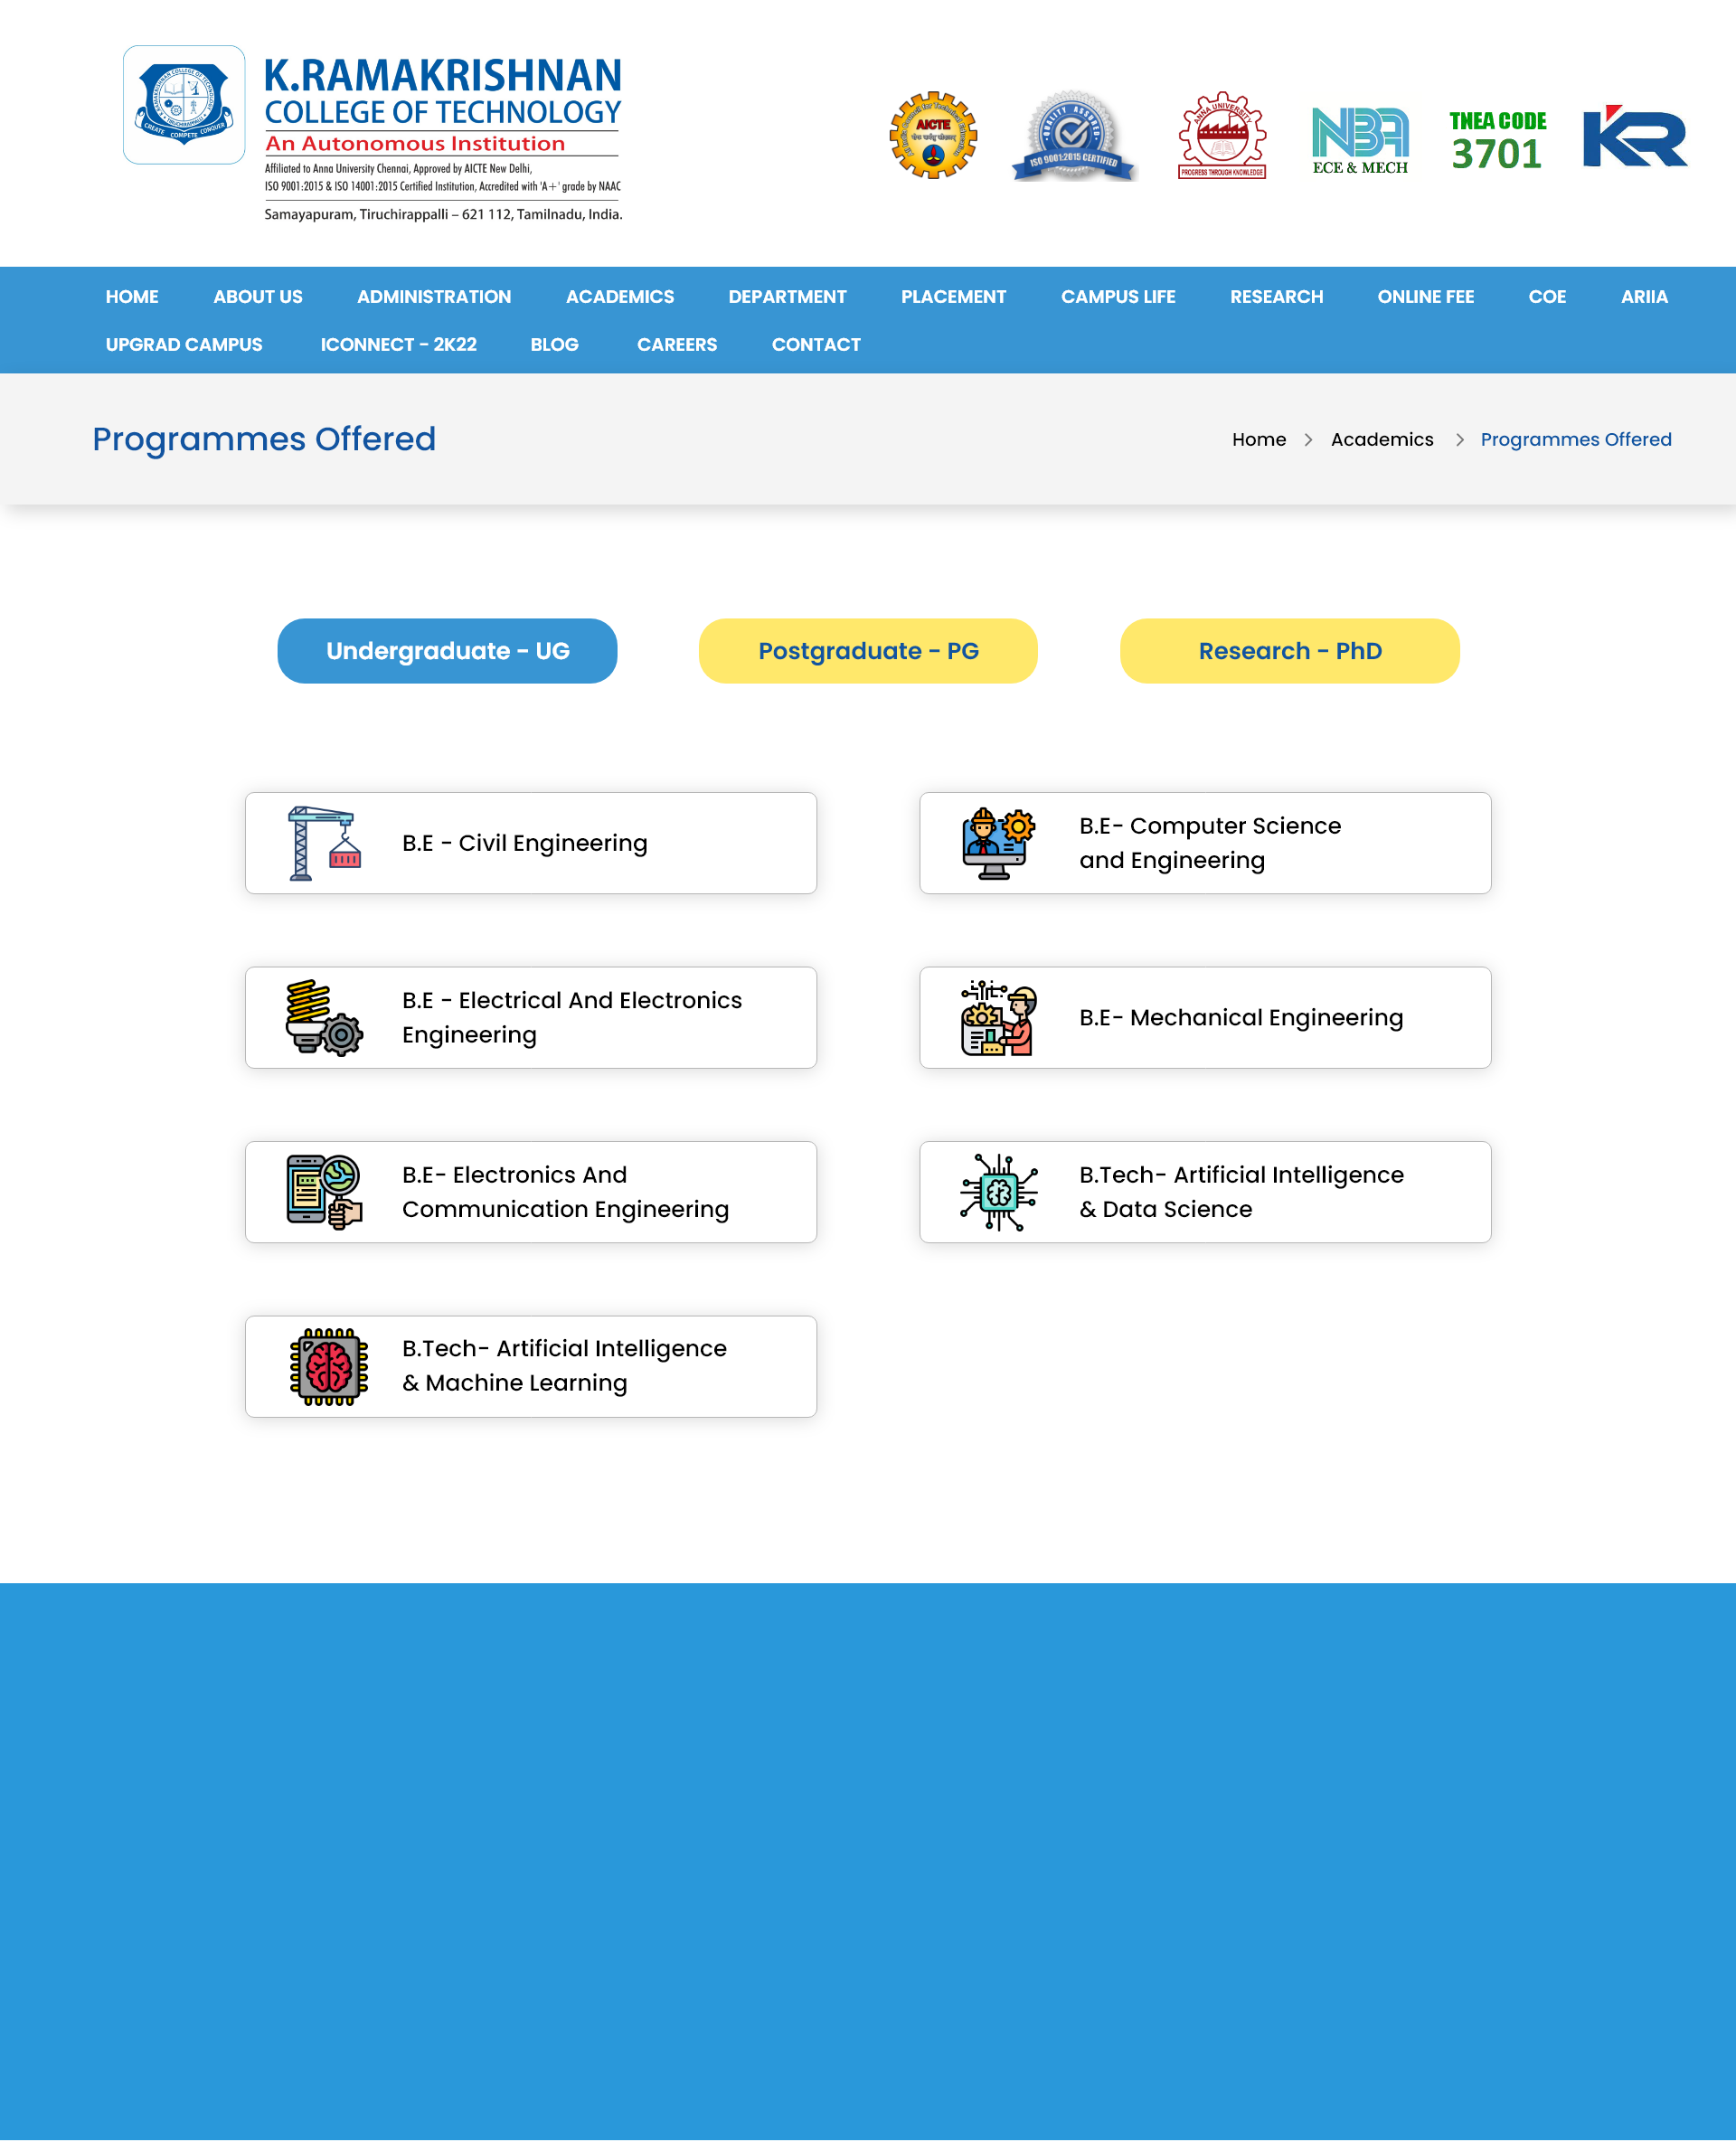 K.RAMAKRISHNAN
COLLEGE OF TECHNOLOGY
An Autonomous Institution
Affiliated to Anna University Chennai, Approved by AICTE New Delhi,
ISO 9001:2015 & ISO 14001:2015 Certified Institution, Accredited with 'A+' grade by NAAC
Samayapuram, Tiruchirappalli – 621 112, Tamilnadu, India.
CREATE COMPETE CONQUER
AICTE
QUALITY ASSURED
ISO 9001:2015 CERTIFIED
ANNA UNIVERSITY
PROGRESS THROUGH KNOWLEDGE
NBA
ECE & MECH
TNEA CODE
3701
KR
HOME ABOUT US ADMINISTRATION ACADEMICS DEPARTMENT PLACEMENT CAMPUS LIFE RESEARCH ONLINE FEE COE ARIIA
UPGRAD CAMPUS ICONNECT - 2K22 BLOG CAREERS CONTACT
Programmes Offered
Home > Academics > Programmes Offered
Undergraduate - UG
Postgraduate - PG
Research - PhD
B.E - Civil Engineering
B.E- Computer Science
and Engineering
B.E - Electrical And Electronics
Engineering
B.E- Mechanical Engineering
B.E- Electronics And
Communication Engineering
B.Tech- Artificial Intelligence
& Data Science
B.Tech- Artificial Intelligence
& Machine Learning